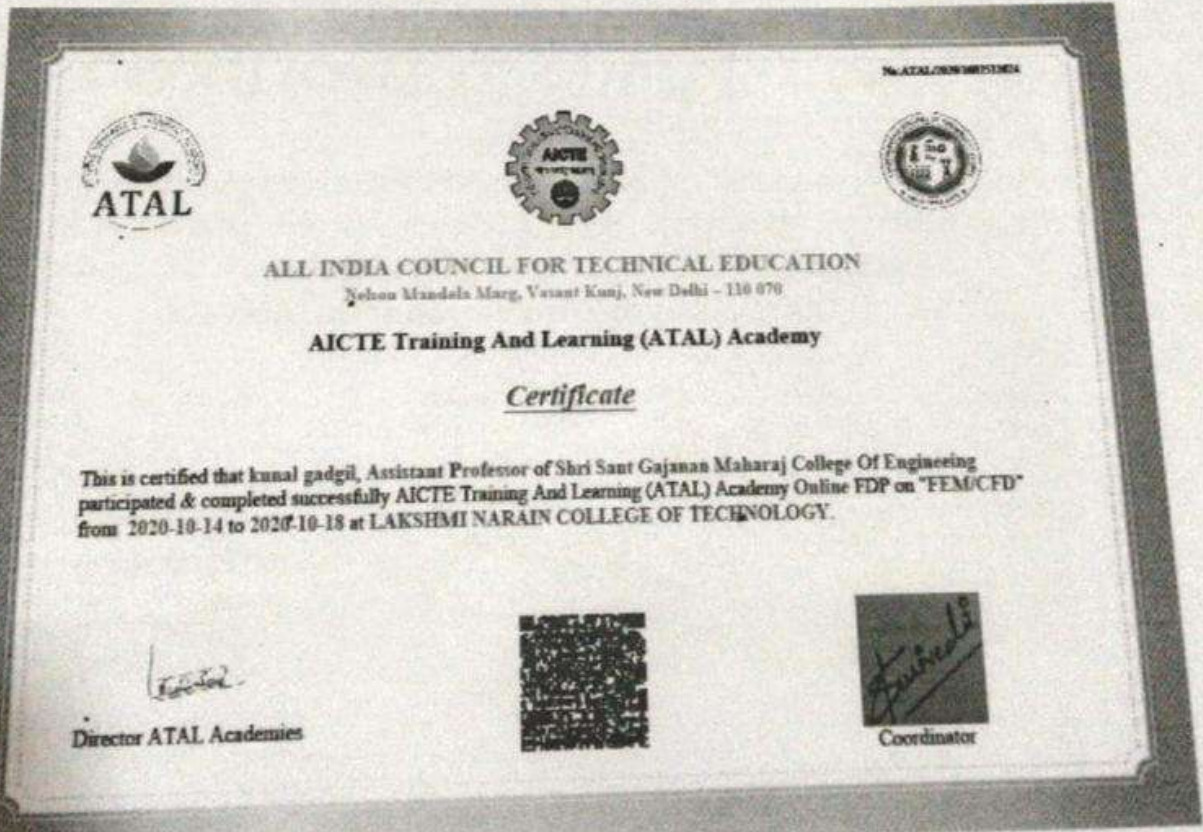 ATAL
AICTE
ALL INDIA COUNCIL FOR TECHNICAL EDUCATION
Nelson Mandela Marg, Vasant Kunj, New Delhi – 110 070
AICTE Training And Learning (ATAL) Academy
Certificate
This is certified that kunal gadgil, Assistant Professor of Shri Sant Gajanan Maharaj College Of Engineeing
participated & completed successfully AICTE Training And Learning (ATAL) Academy Online FDP on "FEM/CFD"
from 2020-10-14 to 2020-10-18 at LAKSHMI NARAIN COLLEGE OF TECHNOLOGY.
Director ATAL Academies
Coordinator